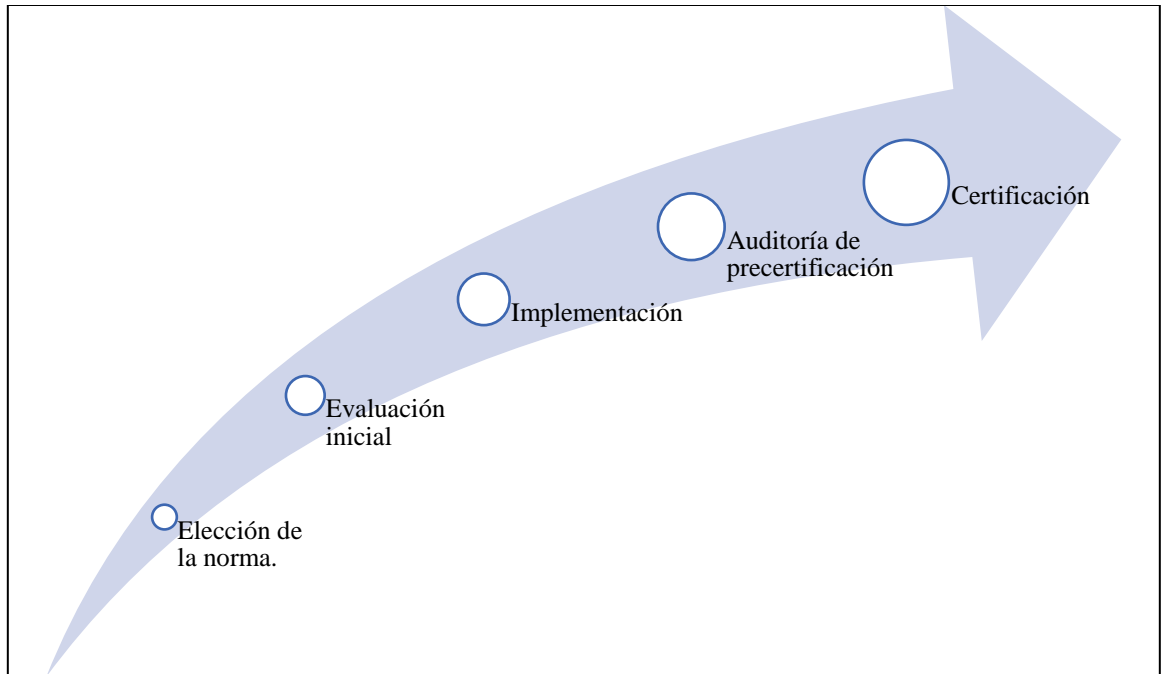 Certificación
Auditoría de
precertificación
Implementación
Evaluación
inicial
Elección de
la norma.